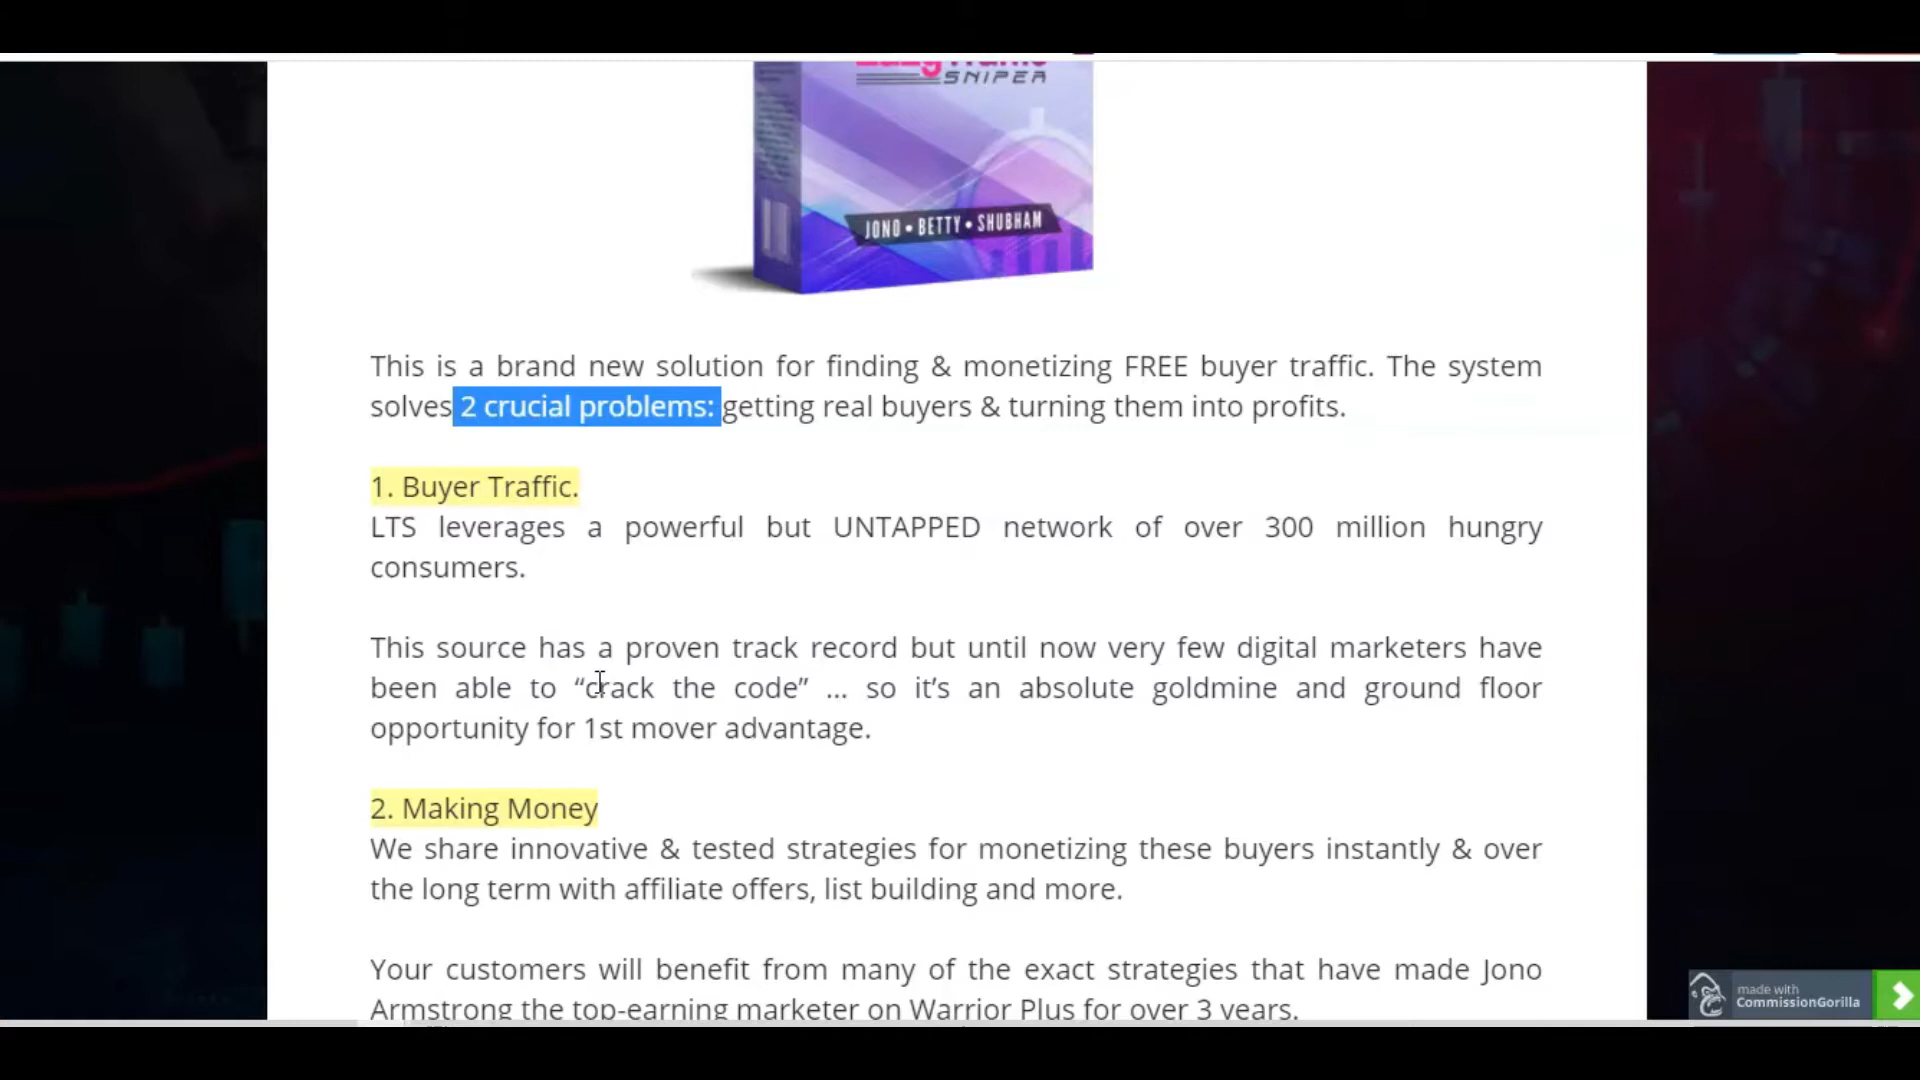 SNIPER
JONO • BETTY • SHUBHAM
This is a brand new solution for finding & monetizing FREE buyer traffic. The system
solves 2 crucial problems: getting real buyers & turning them into profits.
1. Buyer Traffic.
LTS leverages a powerful but UNTAPPED network of over 300 million hungry
consumers.
This source has a proven track record but until now very few digital marketers have
been able to “crack the code” ... so it’s an absolute goldmine and ground floor
opportunity for 1st mover advantage.
2. Making Money
We share innovative & tested strategies for monetizing these buyers instantly & over
the long term with affiliate offers, list building and more.
Your customers will benefit from many of the exact strategies that have made Jono
Armstrong the top-earning marketer on Warrior Plus for over 3 years.
made with
CommissionGorilla